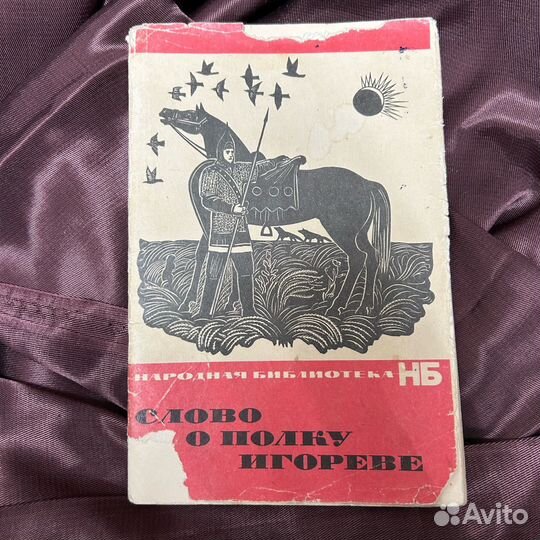 НАРОДНАЯ БИБЛИОТЕКА НБ
СЛОВО
О ПОЛКУ
ИГОРЕВЕ
Avito